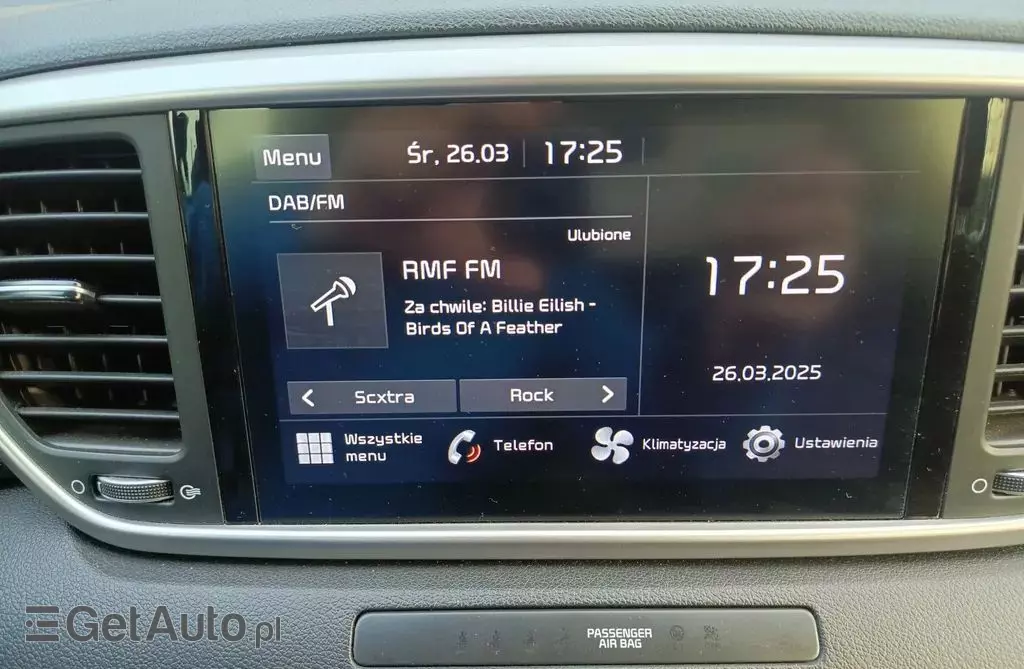 Menu
Śr, 26.03
17:25
DAB/FM
Ulubione
RMF FM
Za chwile: Billie Eilish -
Birds Of A Feather
17:25
26.03.2025
Scxtra
Rock
Wszystkie
menu
Telefon
Klimatyzacja
Ustawienia
GetAuto.pl
PASSENGER
AIR BAG